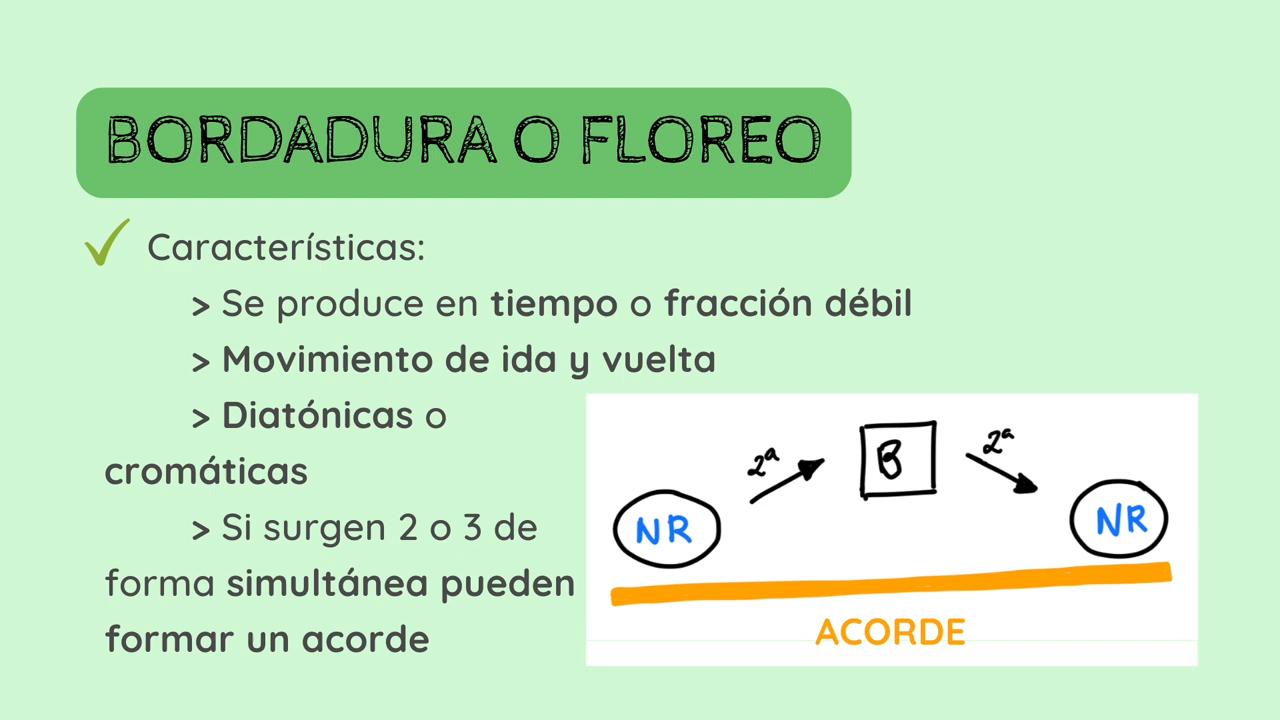 BORDADURA O FLOREO
Características:
> Se produce en tiempo o fracción débil
> Movimiento de ida y vuelta
> Diatónicas o
cromáticas
> Si surgen 2 o 3 de
forma simultánea pueden
formar un acorde
2ª
B
2ª
NR
NR
ACORDE